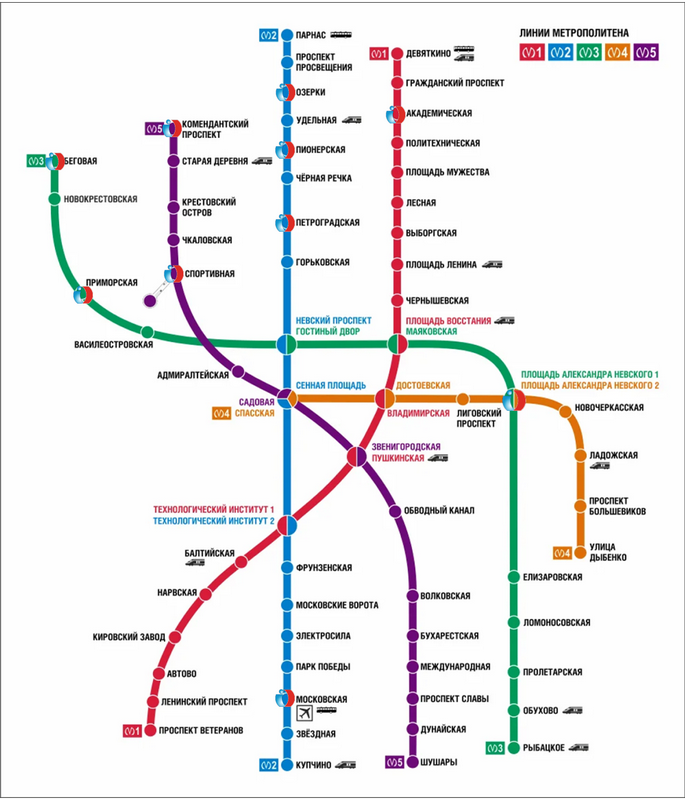 ЛИНИИ МЕТРОПОЛИТЕНА
1
2
3
4
5
2
ПАРНАС
ПРОСПЕКТ
ПРОСВЕЩЕНИЯ
ОЗЕРКИ
УДЕЛЬНАЯ
ПИОНЕРСКАЯ
ЧЁРНАЯ РЕЧКА
ПЕТРОГРАДСКАЯ
ГОРЬКОВСКАЯ
НЕВСКИЙ ПРОСПЕКТ
ГОСТИНЫЙ ДВОР
СЕННАЯ ПЛОЩАДЬ
1
ДЕВЯТКИНО
ГРАЖДАНСКИЙ ПРОСПЕКТ
АКАДЕМИЧЕСКАЯ
ПОЛИТЕХНИЧЕСКАЯ
ПЛОЩАДЬ МУЖЕСТВА
ЛЕСНАЯ
ВЫБОРГСКАЯ
ПЛОЩАДЬ ЛЕНИНА
ЧЕРНЫШЕВСКАЯ
ПЛОЩАДЬ ВОССТАНИЯ
МАЯКОВСКАЯ
5
КОМЕНДАНТСКИЙ
ПРОСПЕКТ
СТАРАЯ ДЕРЕВНЯ
КРЕСТОВСКИЙ
ОСТРОВ
ЧКАЛОВСКАЯ
СПОРТИВНАЯ
АДМИРАЛТЕЙСКАЯ
3
БЕГОВАЯ
НОВОКРЕСТОВСКАЯ
ПРИМОРСКАЯ
ВАСИЛЕОСТРОВСКАЯ
САДОВАЯ
4
СПАССКАЯ
ДОСТОЕВСКАЯ
ВЛАДИМИРСКАЯ
ЛИГОВСКИЙ
ПРОСПЕКТ
ПЛОЩАДЬ АЛЕКСАНДРА НЕВСКОГО 1
ПЛОЩАДЬ АЛЕКСАНДРА НЕВСКОГО 2
НОВОЧЕРКАССКАЯ
ЛАДОЖСКАЯ
ПРОСПЕКТ
БОЛЬШЕВИКОВ
4
УЛИЦА
ДЫБЕНКО
ЗВЕНИГОРОДСКАЯ
ПУШКИНСКАЯ
ТЕХНОЛОГИЧЕСКИЙ ИНСТИТУТ 1
ТЕХНОЛОГИЧЕСКИЙ ИНСТИТУТ 2
БАЛТИЙСКАЯ
НАРВСКАЯ
КИРОВСКИЙ ЗАВОД
АВТОВО
ЛЕНИНСКИЙ ПРОСПЕКТ
1
ПРОСПЕКТ ВЕТЕРАНОВ
ФРУНЗЕНСКАЯ
МОСКОВСКИЕ ВОРОТА
ЭЛЕКТРОСИЛА
ПАРК ПОБЕДЫ
МОСКОВСКАЯ
ЗВЁЗДНАЯ
2
КУПЧИНО
ОБВОДНЫЙ КАНАЛ
ВОЛКОВСКАЯ
БУХАРЕСТСКАЯ
МЕЖДУНАРОДНАЯ
ПРОСПЕКТ СЛАВЫ
ДУНАЙСКАЯ
5
ШУШАРЫ
ЕЛИЗАРОВСКАЯ
ЛОМОНОСОВСКАЯ
ПРОЛЕТАРСКАЯ
ОБУХОВО
3
РЫБАЦКОЕ